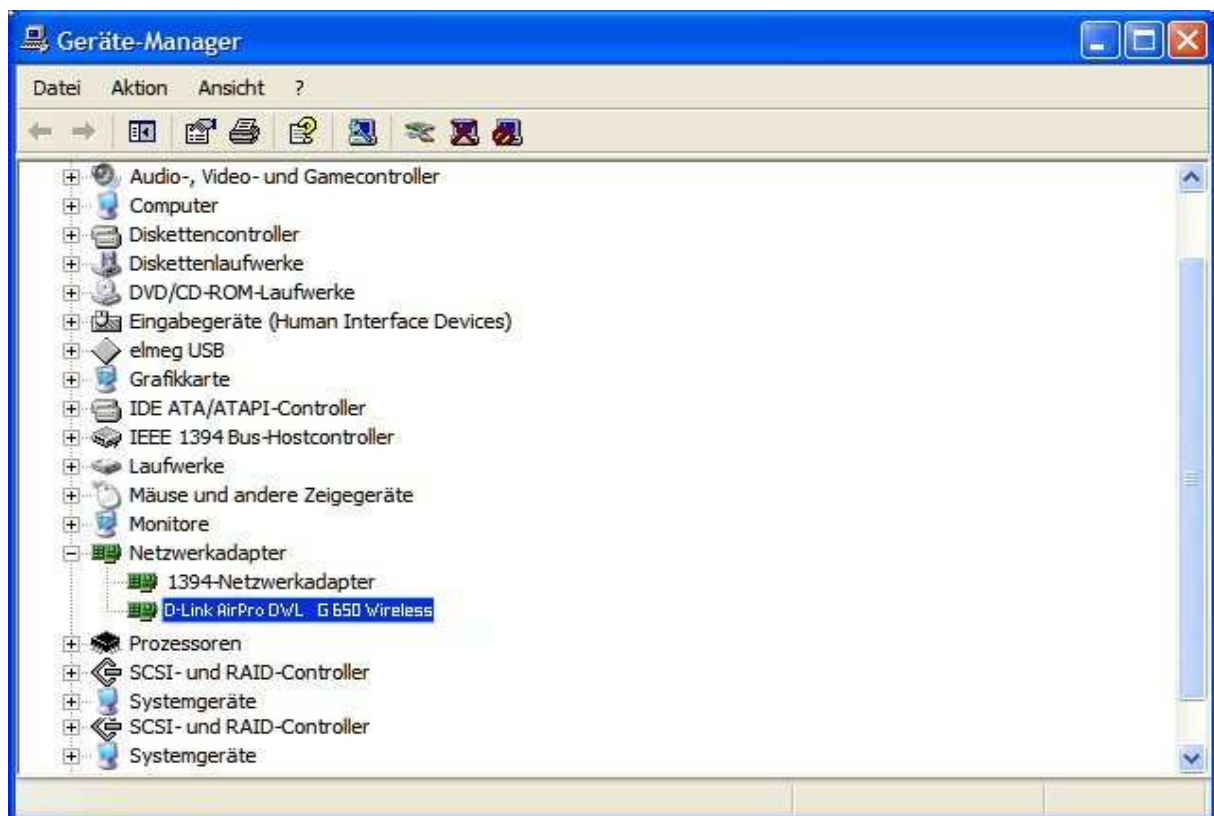 Geräte-Manager
Datei Aktion Ansicht ?
Audio-, Video- und Gamecontroller
Computer
Diskettencontroller
Diskettenlaufwerke
DVD/CD-ROM-Laufwerke
Eingabegeräte (Human Interface Devices)
elmeg USB
Grafikkarte
IDE ATA/ATAPI-Controller
IEEE 1394 Bus-Hostcontroller
Laufwerke
Mäuse und andere Zeigegeräte
Monitore
Netzwerkadapter
1394-Netzwerkadapter
D-Link AirPro DWL G 650 Wireless
Prozessoren
SCSI- und RAID-Controller
Systemgeräte
SCSI- und RAID-Controller
Systemgeräte